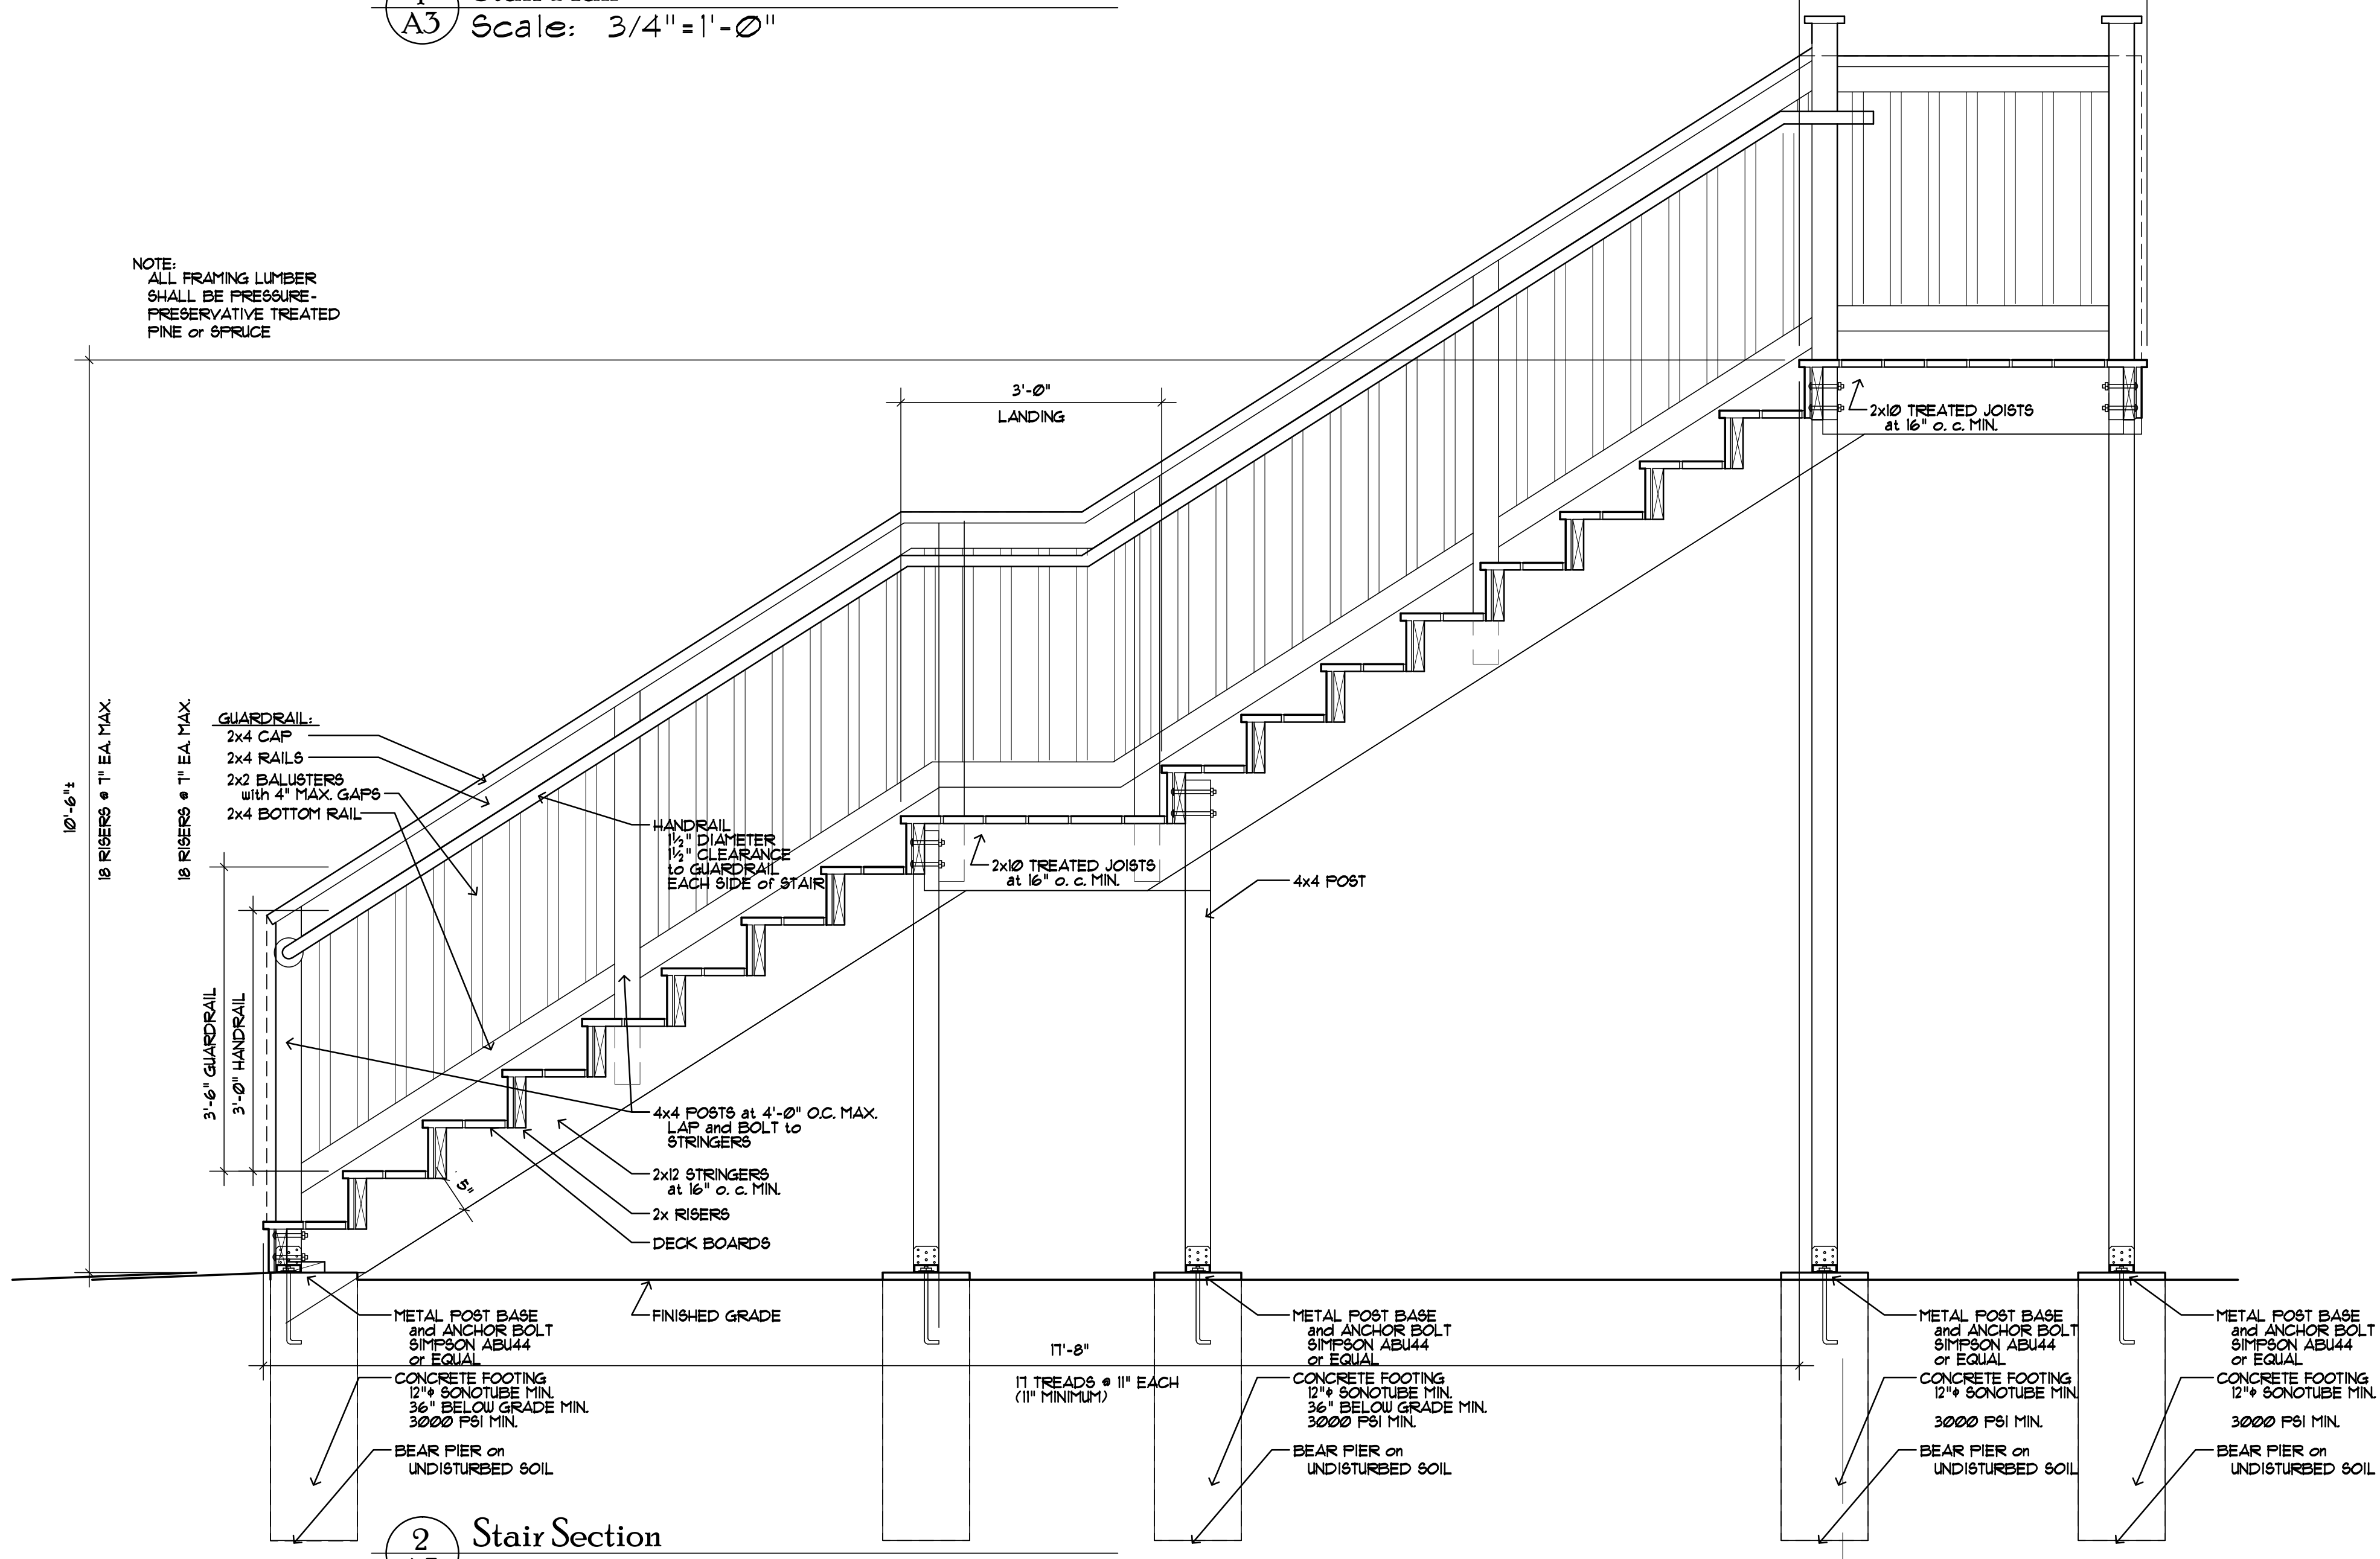 A3
Scale: 3/4"=1'-0"
NOTE:
ALL FRAMING LUMBER
SHALL BE PRESSURE-
PRESERVATIVE TREATED
PINE or SPRUCE
3'-0"
LANDING
2x10 TREATED JOISTS
at 16" o. c. MIN.
10'-6"±
18 RISERS @ 7" EA. MAX.
18 RISERS @ 7" EA. MAX.
GUARDRAIL:
2x4 CAP
2x4 RAILS
2x2 BALUSTERS
with 4" MAX. GAPS
2x4 BOTTOM RAIL
HANDRAIL
1½" DIAMETER
1½" CLEARANCE
to GUARDRAIL
EACH SIDE of STAIR
2x10 TREATED JOISTS
at 16" o. c. MIN.
4x4 POST
3'-6" GUARDRAIL
3'-0" HANDRAIL
4x4 POSTS at 4'-0" O.C. MAX.
LAP and BOLT to
STRINGERS
5"
2x12 STRINGERS
at 16" o. c. MIN.
2x RISERS
DECK BOARDS
METAL POST BASE
and ANCHOR BOLT
SIMPSON ABU44
or EQUAL
CONCRETE FOOTING
12"ϕ SONOTUBE MIN.
36" BELOW GRADE MIN.
3000 PSI MIN.
BEAR PIER on
UNDISTURBED SOIL
FINISHED GRADE
17'-8"
17 TREADS @ 11" EACH
(11" MINIMUM)
METAL POST BASE
and ANCHOR BOLT
SIMPSON ABU44
or EQUAL
CONCRETE FOOTING
12"ϕ SONOTUBE MIN.
36" BELOW GRADE MIN.
3000 PSI MIN.
BEAR PIER on
UNDISTURBED SOIL
METAL POST BASE
and ANCHOR BOLT
SIMPSON ABU44
or EQUAL
CONCRETE FOOTING
12"ϕ SONOTUBE MIN.
3000 PSI MIN.
BEAR PIER on
UNDISTURBED SOIL
METAL POST BASE
and ANCHOR BOLT
SIMPSON ABU44
or EQUAL
CONCRETE FOOTING
12"ϕ SONOTUBE MIN.
3000 PSI MIN.
BEAR PIER on
UNDISTURBED SOIL
2
Stair Section